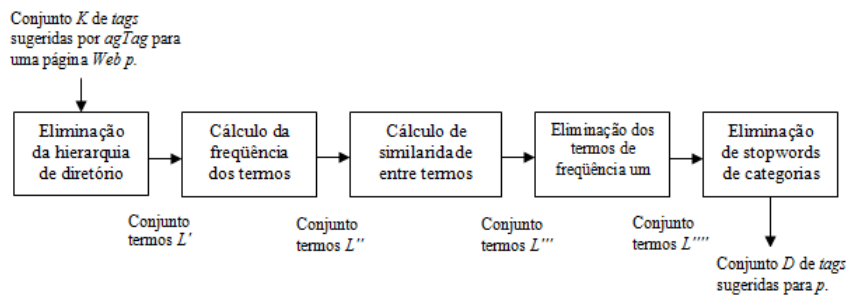 Conjunto K de tags
sugeridas por agTag para
uma página Web p.
Eliminação
da hierarquia
de diretório
Cálculo da
freqüência
dos termos
Cálculo de
similaridade
entre termos
Eliminação dos
termos de
freqüência um
Eliminação
de stopwords
de categorias
Conjunto
termos L'
Conjunto
termos L''
Conjunto
termos L'''
Conjunto
termos L''''
Conjunto D de tags
sugeridas para p.